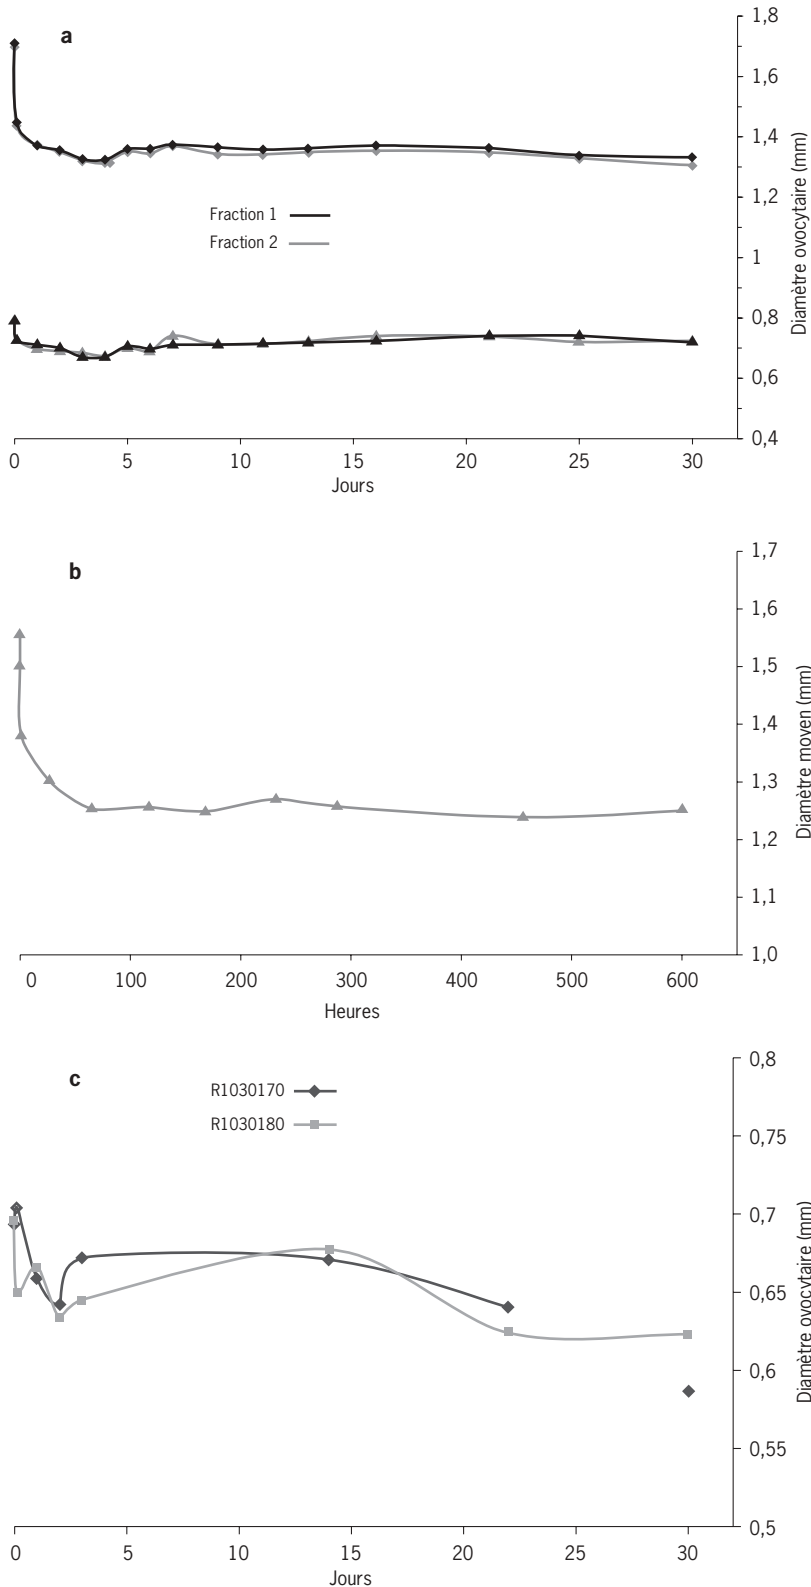 a
1,8
1,6
1,4
1,2
1
0,8
0,6
0,4
Diamètre ovocytaire (mm)
Fraction 1
Fraction 2
0 5 10 15 20 25 30
Jours
b
1,7
1,6
1,5
1,4
1,3
1,2
1,1
1,0
Diamètre moyen (mm)
0 100 200 300 400 500 600
Heures
c
R1030170
R1030180
0,8
0,75
0,7
0,65
0,6
0,55
0,5
Diamètre ovocytaire (mm)
0 5 10 15 20 25 30
Jours